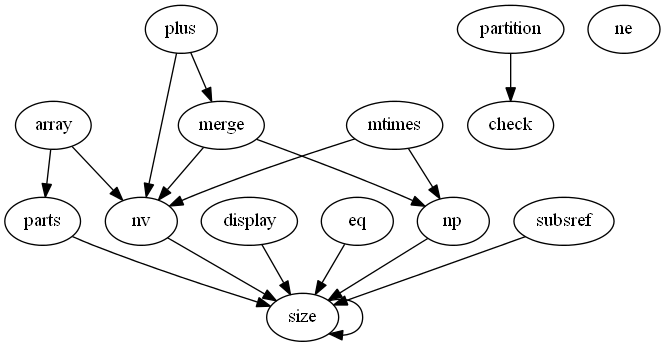 plus
partition
ne
array
merge
mtimes
check
parts
nv
display
eq
np
subsref
size